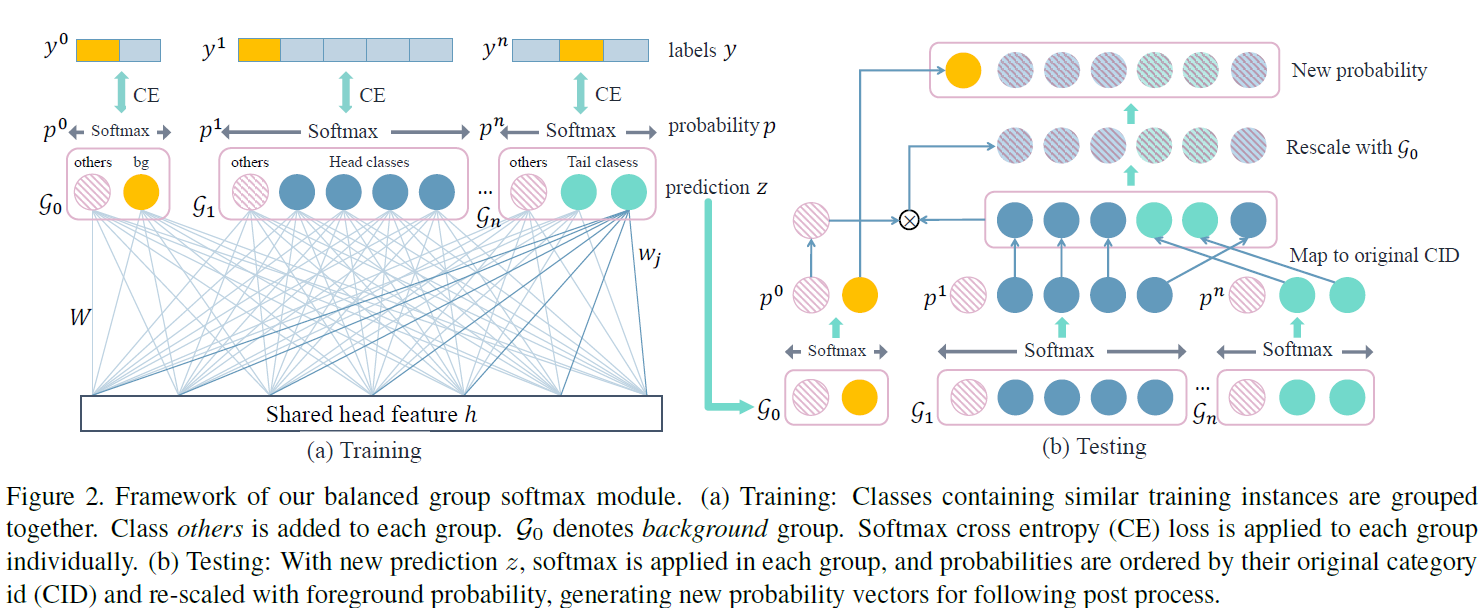 y⁰ y¹ yⁿ labels y
CE CE CE
p⁰ Softmax p¹ Softmax pⁿ Softmax probability p
others bg others Head classes others Tail clasess
𝒢₀ 𝒢₁ ... 𝒢ₙ prediction z
W wⱼ
Shared head feature h
(a) Training
New probability
Rescale with 𝒢₀
⊗
Map to original CID
p⁰ p¹ pⁿ
Softmax Softmax Softmax
𝒢₀ 𝒢₁ ... 𝒢ₙ
(b) Testing
Figure 2. Framework of our balanced group softmax module. (a) Training: Classes containing similar training instances are grouped
together. Class others is added to each group. 𝒢₀ denotes background group. Softmax cross entropy (CE) loss is applied to each group
individually. (b) Testing: With new prediction z, softmax is applied in each group, and probabilities are ordered by their original category
id (CID) and re-scaled with foreground probability, generating new probability vectors for following post process.